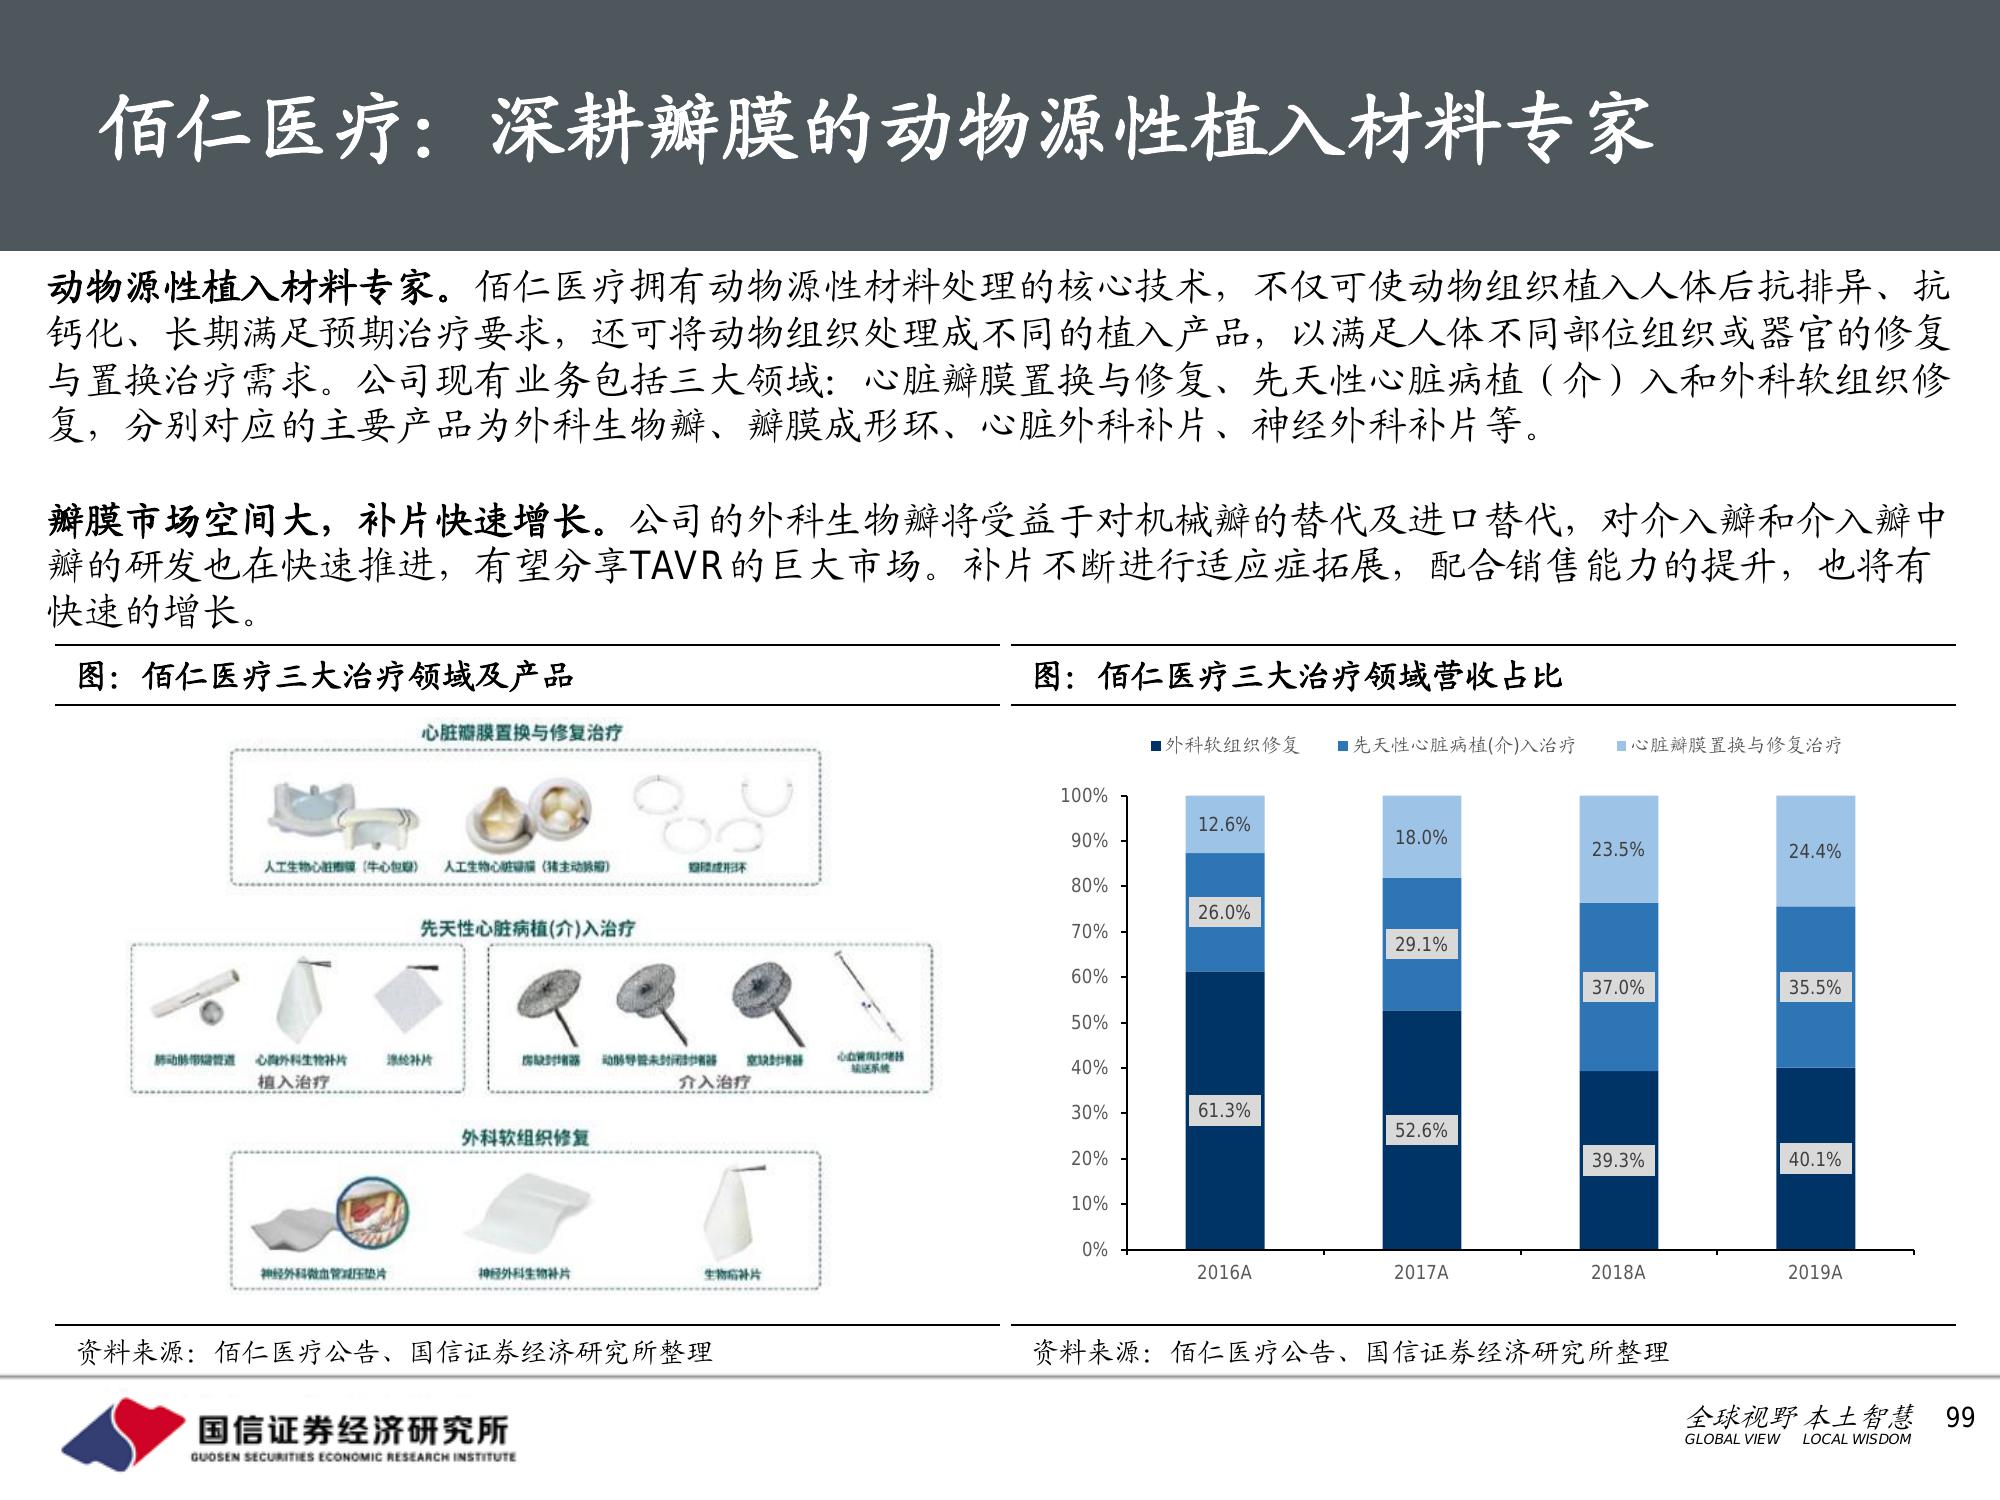 佰仁医疗：深耕瓣膜的动物源性植入材料专家
动物源性植入材料专家。佰仁医疗拥有动物源性材料处理的核心技术，不仅可使动物组织植入人体后抗排异、抗
钙化、长期满足预期治疗要求，还可将动物组织处理成不同的植入产品，以满足人体不同部位组织或器官的修复
与置换治疗需求。公司现有业务包括三大领域：心脏瓣膜置换与修复、先天性心脏病植（介）入和外科软组织修
复，分别对应的主要产品为外科生物瓣、瓣膜成形环、心脏外科补片、神经外科补片等。
瓣膜市场空间大，补片快速增长。公司的外科生物瓣将受益于对机械瓣的替代及进口替代，对介入瓣和介入瓣中
瓣的研发也在快速推进，有望分享TAVR的巨大市场。补片不断进行适应症拓展，配合销售能力的提升，也将有
快速的增长。
图：佰仁医疗三大治疗领域及产品
心脏瓣膜置换与修复治疗
人工生物心脏瓣膜（牛心包瓣） 人工生物心脏瓣膜（猪主动脉瓣） 瓣膜成形环
先天性心脏病植(介)入治疗
肺动脉带瓣管道 心胸外科生物补片 涤纶补片 房缺封堵器 动脉导管未封闭封堵器 室缺封堵器 心血管病封堵器
输送系统
植入治疗 介入治疗
外科软组织修复
神经外科微血管减压垫片 神经外科生物补片 生物疝补片
资料来源：佰仁医疗公告、国信证券经济研究所整理
图：佰仁医疗三大治疗领域营收占比
外科软组织修复 先天性心脏病植(介)入治疗 心脏瓣膜置换与修复治疗
100%
90%
80%
70%
60%
50%
40%
30%
20%
10%
0%
12.6% 18.0% 23.5% 24.4%
26.0% 29.1% 37.0% 35.5%
61.3% 52.6% 39.3% 40.1%
2016A 2017A 2018A 2019A
资料来源：佰仁医疗公告、国信证券经济研究所整理
国信证券经济研究所
GUOSEN SECURITIES ECONOMIC RESEARCH INSTITUTE
全球视野 本土智慧
GLOBAL VIEW LOCAL WISDOM
99